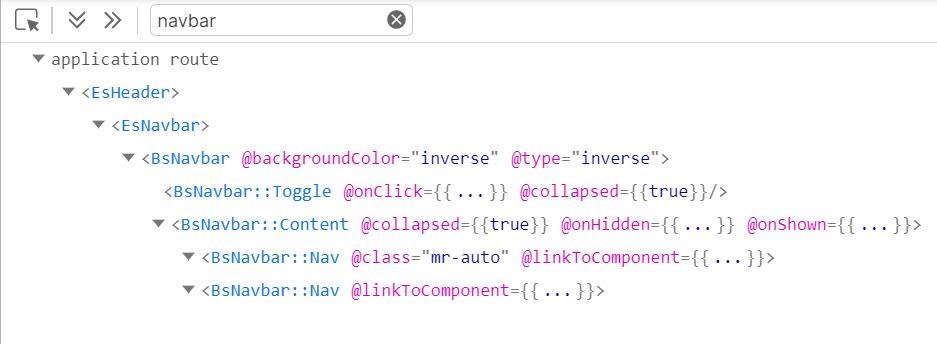 navbar
application route
<EsHeader>
<EsNavbar>
<BsNavbar @backgroundColor="inverse" @type="inverse">
<BsNavbar::Toggle @onClick={{...}} @collapsed={{true}}/>
<BsNavbar::Content @collapsed={{true}} @onHidden={{...}} @onShown={{...}}>
<BsNavbar::Nav @class="mr-auto" @linkToComponent={{...}}>
<BsNavbar::Nav @linkToComponent={{...}}>